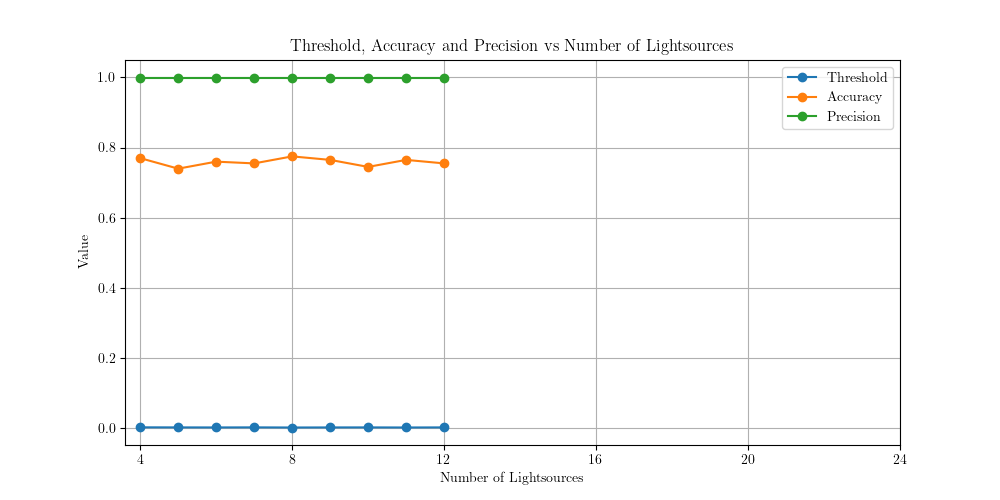 Threshold, Accuracy and Precision vs Number of Lightsources
Threshold
Accuracy
Precision
Value
1.0
0.8
0.6
0.4
0.2
0.0
4 8 12 16 20 24
Number of Lightsources